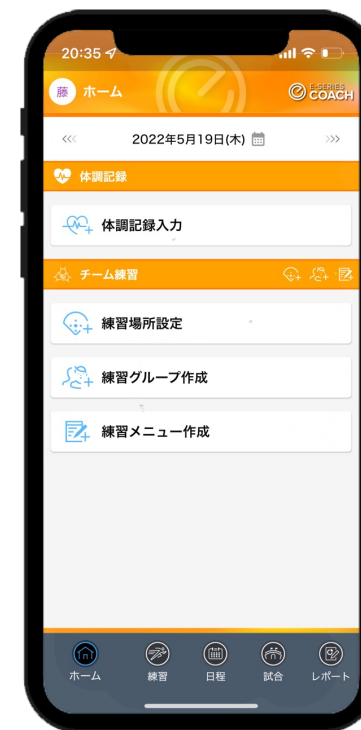 20:35
藤 ホーム
E-SERIES
COACH
<<< 2022年5月19日(木) >>>
体調記録
体調記録入力
チーム練習
練習場所設定
練習グループ作成
練習メニュー作成
ホーム 練習 日程 試合 レポート